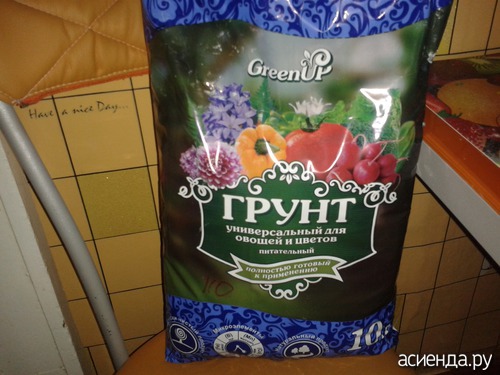 GreenUP
Have a nice Day...
ГРУНТ
универсальный для
овощей и цветов
питательный
полностью готовый
к применению
10
асиенда.ру